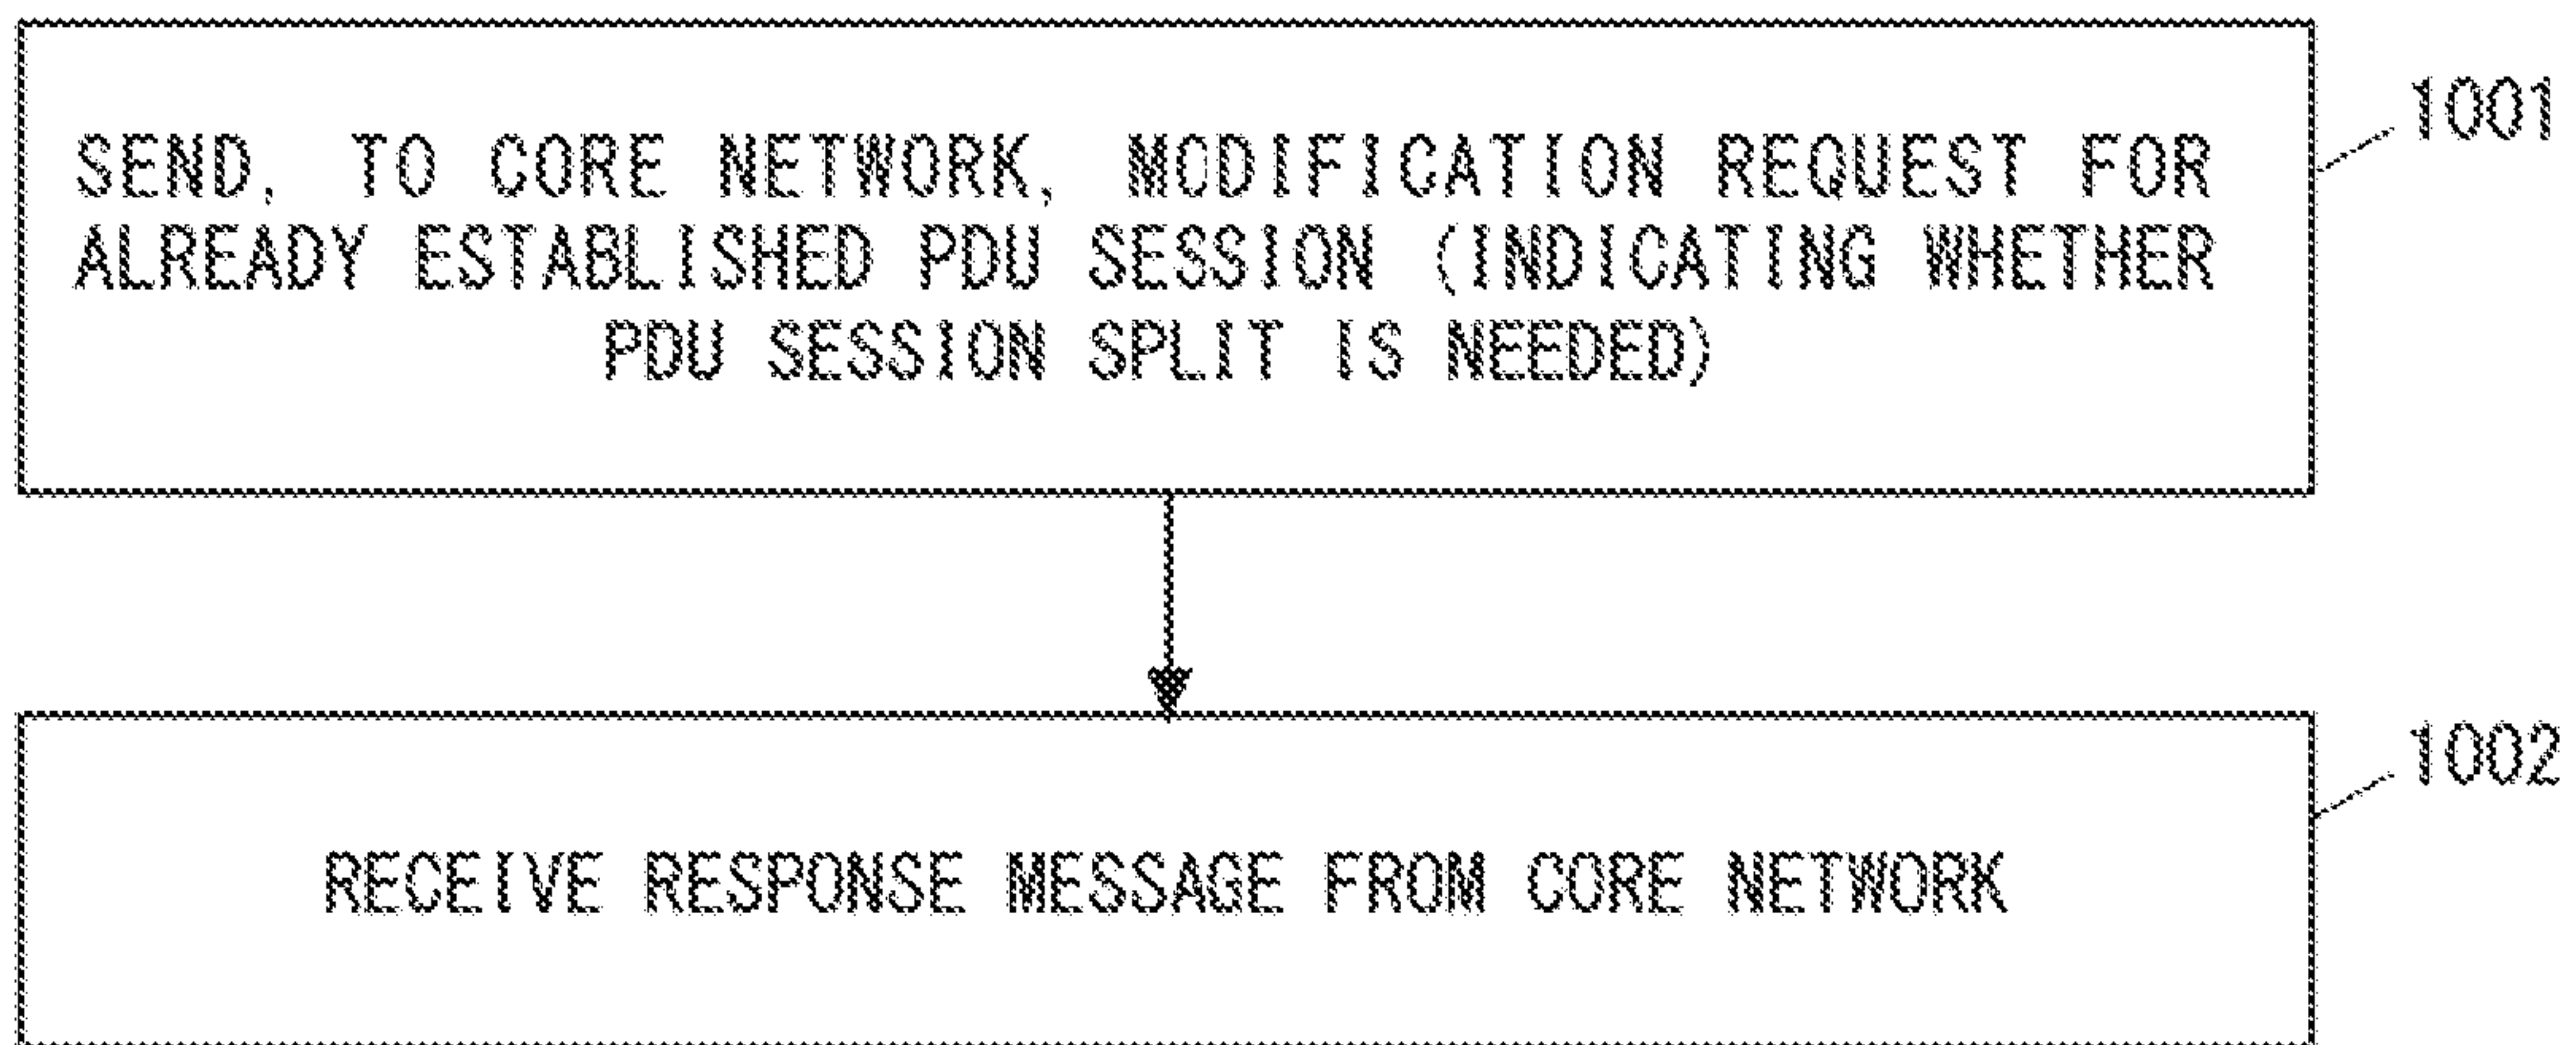 SEND, TO CORE NETWORK, MODIFICATION REQUEST FOR
ALREADY ESTABLISHED PDU SESSION (INDICATING WHETHER
PDU SESSION SPLIT IS NEEDED)
1001
RECEIVE RESPONSE MESSAGE FROM CORE NETWORK
1002